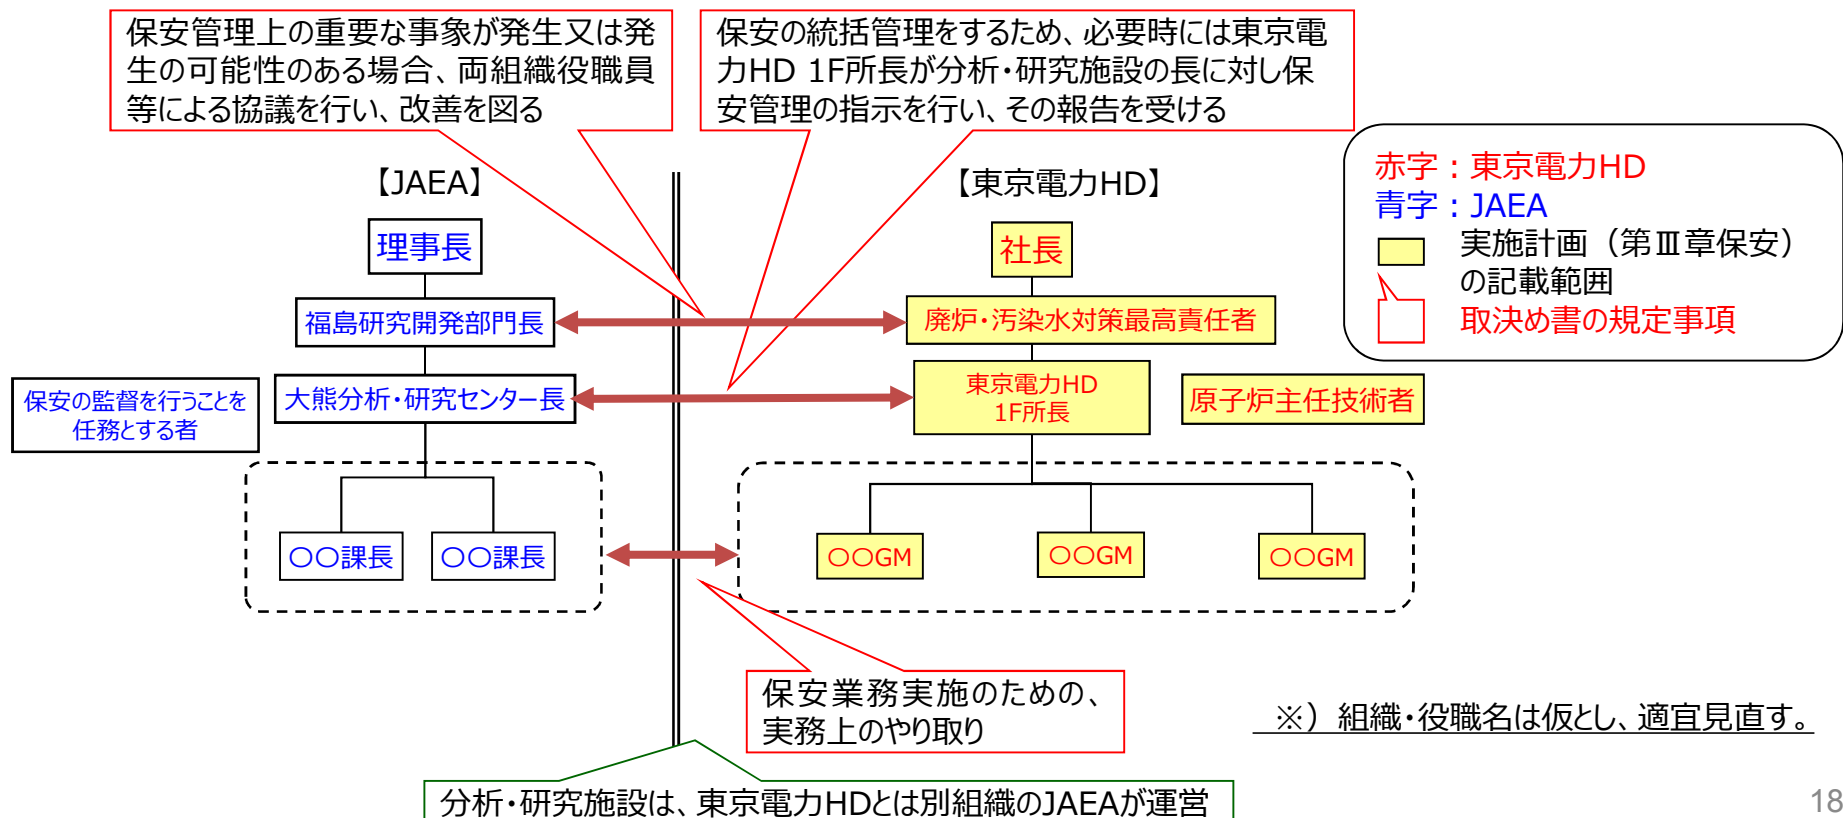 保安管理上の重要な事象が発生又は発
生の可能性のある場合、両組織役職員
等による協議を行い、改善を図る
保安の統括管理をするため、必要時には東京電
力HD 1F所長が分析・研究施設の長に対し保
安管理の指示を行い、その報告を受ける
赤字：東京電力HD
青字：JAEA
実施計画（第Ⅲ章保安）
の記載範囲
取決め書の規定事項
【JAEA】
【東京電力HD】
理事長
社長
福島研究開発部門長
廃炉・汚染水対策最高責任者
保安の監督を行うことを
任務とする者
大熊分析・研究センター長
東京電力HD
1F所長
原子炉主任技術者
〇〇課長
〇〇課長
〇〇GM
〇〇GM
〇〇GM
保安業務実施のための、
実務上のやり取り
※）組織・役職名は仮とし、適宜見直す。
分析・研究施設は、東京電力HDとは別組織のJAEAが運営
18